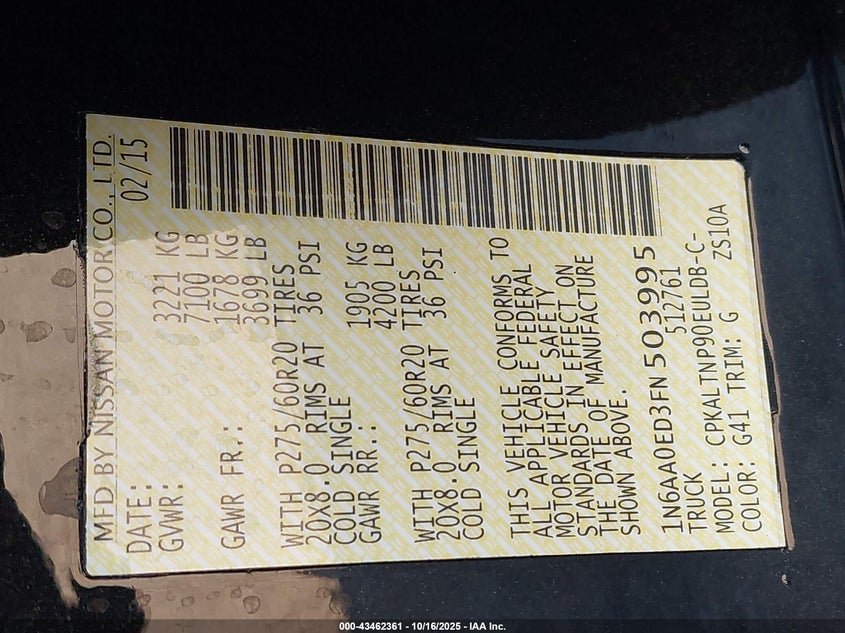 MFD BY NISSAN MOTOR CO., LTD.
DATE: 02/15
GVWR: 3221 KG
7100 LB
GAWR FR.: 1678 KG
3699 LB
WITH P275/60R20 TIRES
20X8.0 RIMS AT 36 PSI
COLD SINGLE
GAWR RR.: 1905 KG
4200 LB
WITH P275/60R20 TIRES
20X8.0 RIMS AT 36 PSI
COLD SINGLE
THIS VEHICLE CONFORMS TO
ALL APPLICABLE FEDERAL
MOTOR VEHICLE SAFETY
STANDARDS IN EFFECT ON
THE DATE OF MANUFACTURE
SHOWN ABOVE.
1N6AA0ED3FN503995
TRUCK 512761
MODEL: CPKALTNP90EULDB-C-
COLOR: G41 TRIM: G ZS10A
000-43462361 - 10/16/2025 - IAA Inc.